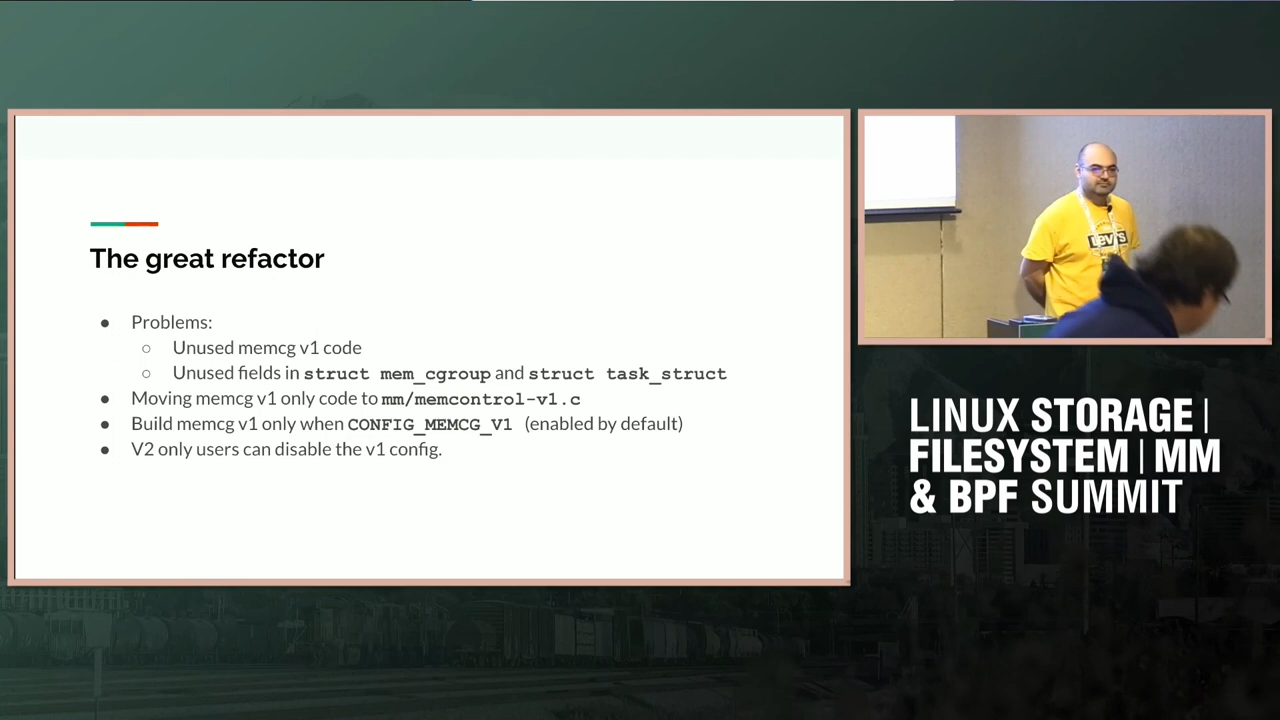 The great refactor
● Problems:
○ Unused memcg v1 code
○ Unused fields in struct mem_cgroup and struct task_struct
● Moving memcg v1 only code to mm/memcontrol-v1.c
● Build memcg v1 only when CONFIG_MEMCG_V1 (enabled by default)
● V2 only users can disable the v1 config.
Levi's
LINUX STORAGE |
FILESYSTEM | MM
& BPF SUMMIT